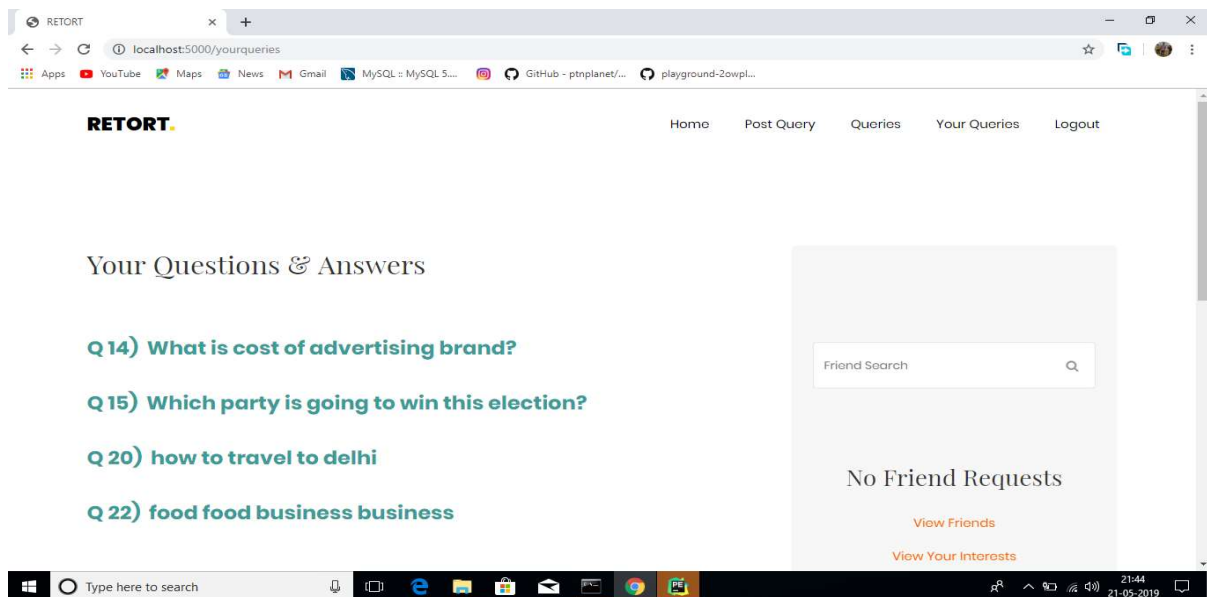 RETORT
localhost:5000/yourqueries
Apps YouTube Maps News Gmail MySQL :: MySQL 5.... GitHub - ptnplanet/... playground-2owpl...
RETORT. Home Post Query Queries Your Queries Logout
Your Questions & Answers
Q 14) What is cost of advertising brand?
Friend Search
Q 15) Which party is going to win this election?
Q 20) how to travel to delhi
No Friend Requests
Q 22) food food business business
View Friends
View Your Interests
Type here to search
PE
21:44
21-05-2019